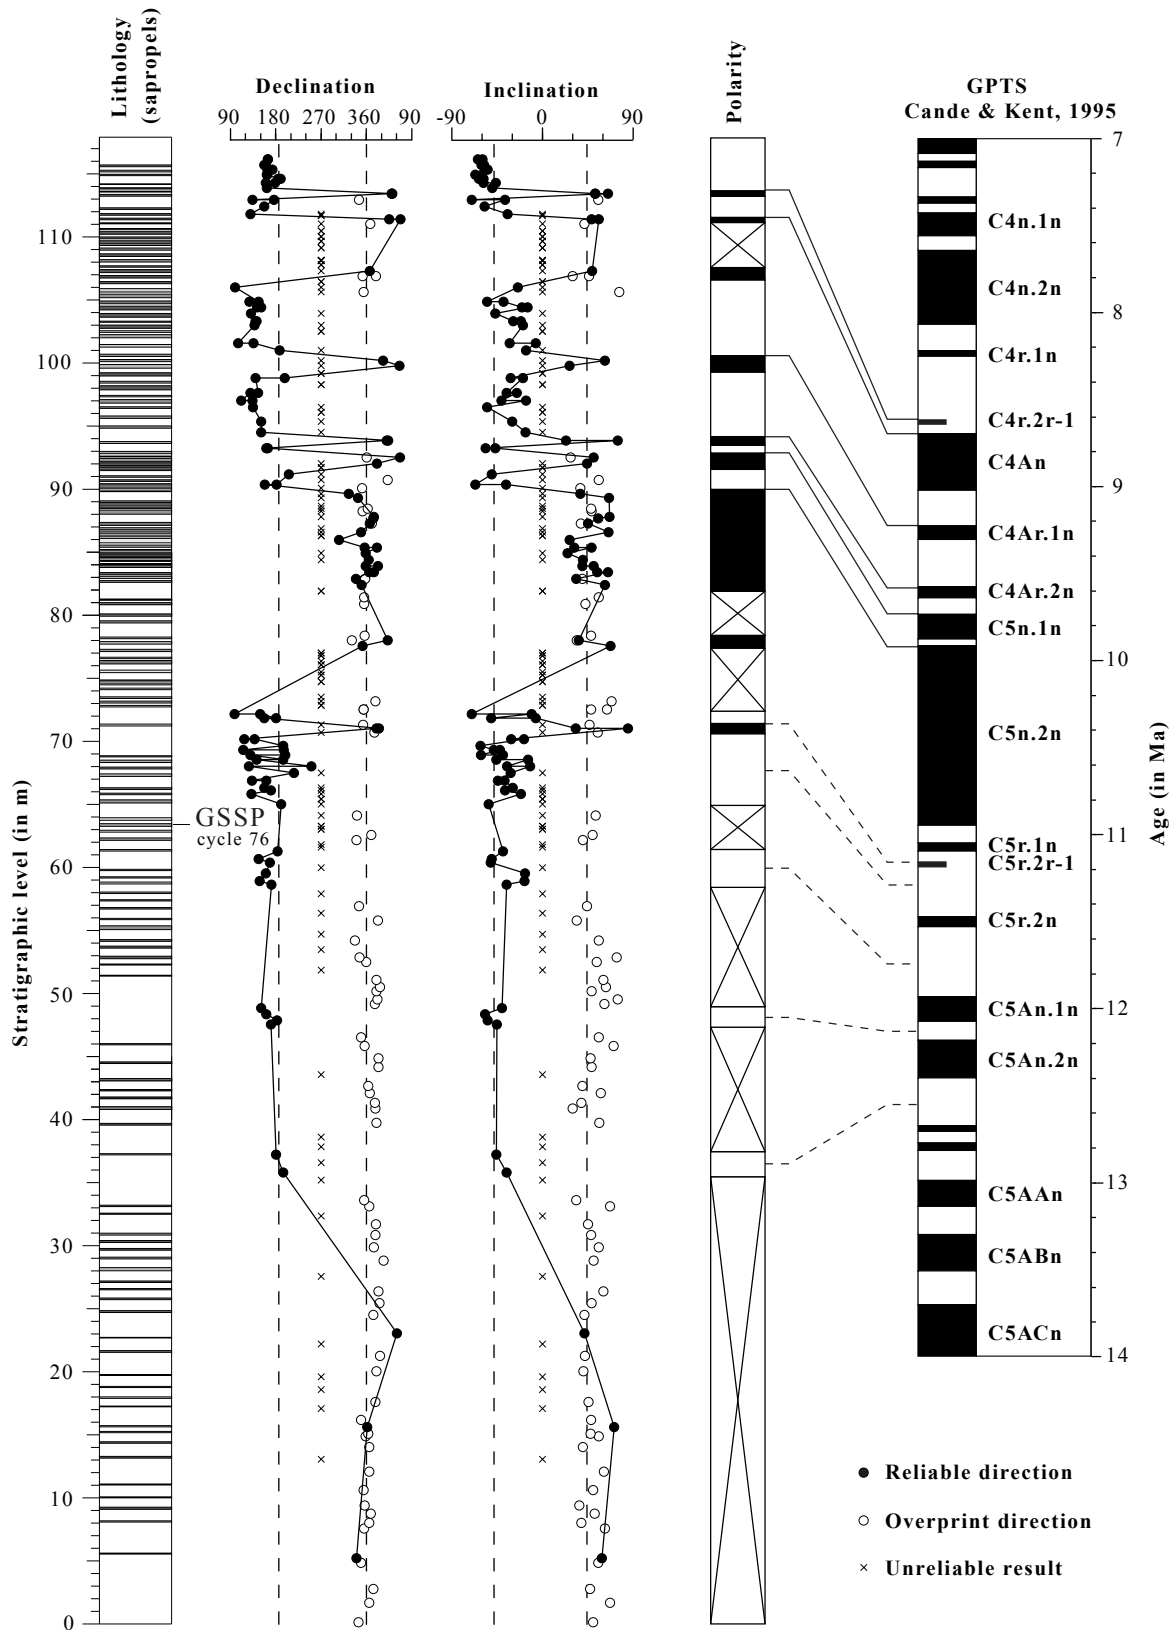 Lithology
(sapropels)
Declination
90 180 270 360 90
Inclination
-90 0 90
Polarity
GPTS
Cande & Kent, 1995
Stratigraphic level (in m)
110
100
90
80
70
60
50
40
30
20
10
0
GSSP
cycle 76
C4n.1n
C4n.2n
C4r.1n
C4r.2r-1
C4An
C4Ar.1n
C4Ar.2n
C5n.1n
C5n.2n
C5r.1n
C5r.2r-1
C5r.2n
C5An.1n
C5An.2n
C5AAn
C5ABn
C5ACn
7
8
9
10
11
12
13
14
Age (in Ma)
Reliable direction
Overprint direction
× Unreliable result